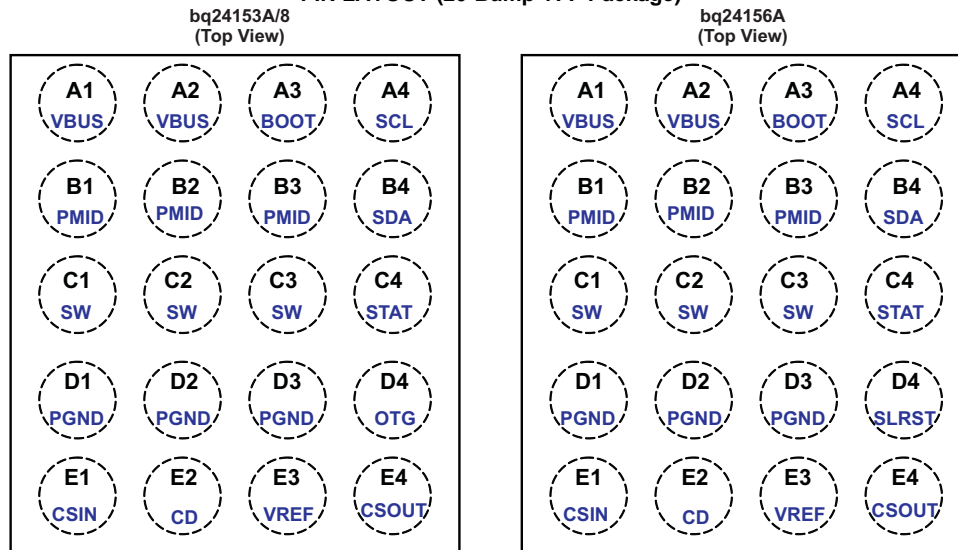 bq24153A/8
(Top View)
A1 A2 A3 A4
VBUS VBUS BOOT SCL
B1 B2 B3 B4
PMID PMID PMID SDA
C1 C2 C3 C4
SW SW SW STAT
D1 D2 D3 D4
PGND PGND PGND OTG
E1 E2 E3 E4
CSIN CD VREF CSOUT
bq24156A
(Top View)
A1 A2 A3 A4
VBUS VBUS BOOT SCL
B1 B2 B3 B4
PMID PMID PMID SDA
C1 C2 C3 C4
SW SW SW STAT
D1 D2 D3 D4
PGND PGND PGND SLRST
E1 E2 E3 E4
CSIN CD VREF CSOUT